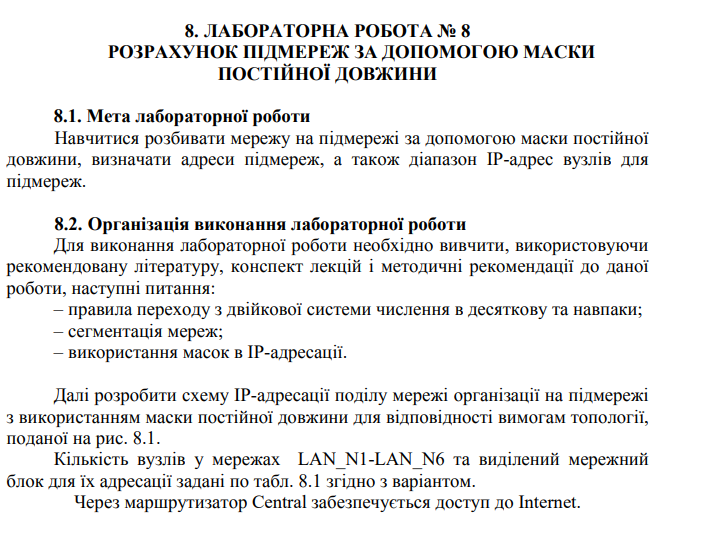 8. ЛАБОРАТОРНА РОБОТА № 8
РОЗРАХУНОК ПІДМЕРЕЖ ЗА ДОПОМОГОЮ МАСКИ
ПОСТІЙНОЇ ДОВЖИНИ
8.1. Мета лабораторної роботи
Навчитися розбивати мережу на підмережі за допомогою маски постійної
довжини, визначати адреси підмереж, а також діапазон IP-адрес вузлів для
підмереж.
8.2. Організація виконання лабораторної роботи
Для виконання лабораторної роботи необхідно вивчити, використовуючи
рекомендовану літературу, конспект лекцій і методичні рекомендації до даної
роботи, наступні питання:
– правила переходу з двійкової системи числення в десяткову та навпаки;
– сегментація мереж;
– використання масок в IP-адресації.
Далі розробити схему IP-адресації поділу мережі організації на підмережі
з використанням маски постійної довжини для відповідності вимогам топології,
поданої на рис. 8.1.
Кількість вузлів у мережах LAN_N1-LAN_N6 та виділений мережний
блок для їх адресації задані по табл. 8.1 згідно з варіантом.
Через маршрутизатор Central забезпечується доступ до Internet.